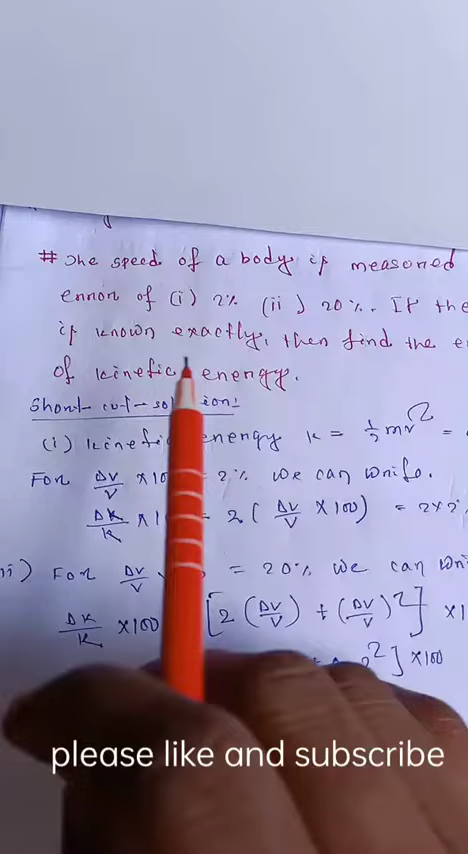 # The speed of a body is measured
error of (i) 2% (ii) 20%. If the
is known exactly, then find the e
of kinetic energy.
Short-cut-solution:
(i) kinetic energy K = ½mv²
For Δv/v ×10 = 2% we can write.
ΔK/K ×1 = 2(Δv/v ×100) = 2×2
ii) For Δv/v = 20% we can wri
ΔK/K ×100 [2(Δv/v) + (Δv/v)²] ×1
2²] ×100
please like and subscribe